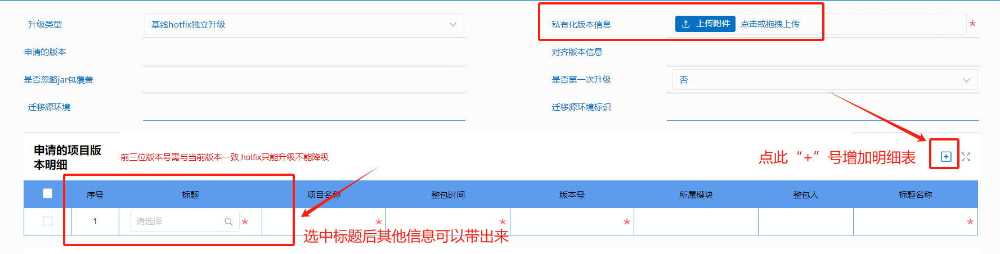 升级类型
基线hotfix独立升级
私有化版本信息
上传附件
点击或拖拽上传
*
申请的版本
对齐版本信息
是否忽略jar包覆盖
是否第一次升级
否
迁移源环境
迁移源环境标识
申请的项目版
本明细
前三位版本号需与当前版本一致,hotfix只能升级不能降级
点此“+”号增加明细表
序号 标题 项目名称 整包时间 版本号 所属模块 整包人 标题名称
1 请选择 * * * * *
选中标题后其他信息可以带出来